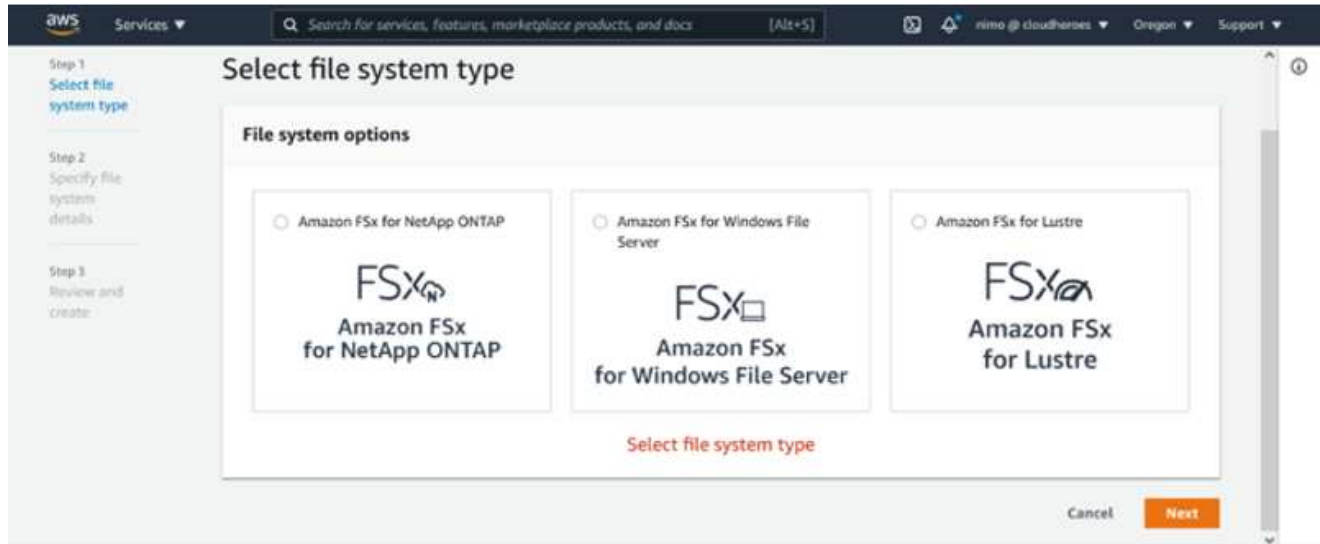 aws Services ▼ Search for services, features, marketplace products, and docs [Alt+S] nimo @ cloudheroes ▼ Oregon ▼ Support ▼
Step 1
Select file
system type
Step 2
Specify file
system
details
Step 3
Review and
create
Select file system type
File system options
Amazon FSx for NetApp ONTAP
FSx N
Amazon FSx
for NetApp ONTAP
Amazon FSx for Windows File
Server
FSx
Amazon FSx
for Windows File Server
Amazon FSx for Lustre
FSx
Amazon FSx
for Lustre
Select file system type
Cancel Next